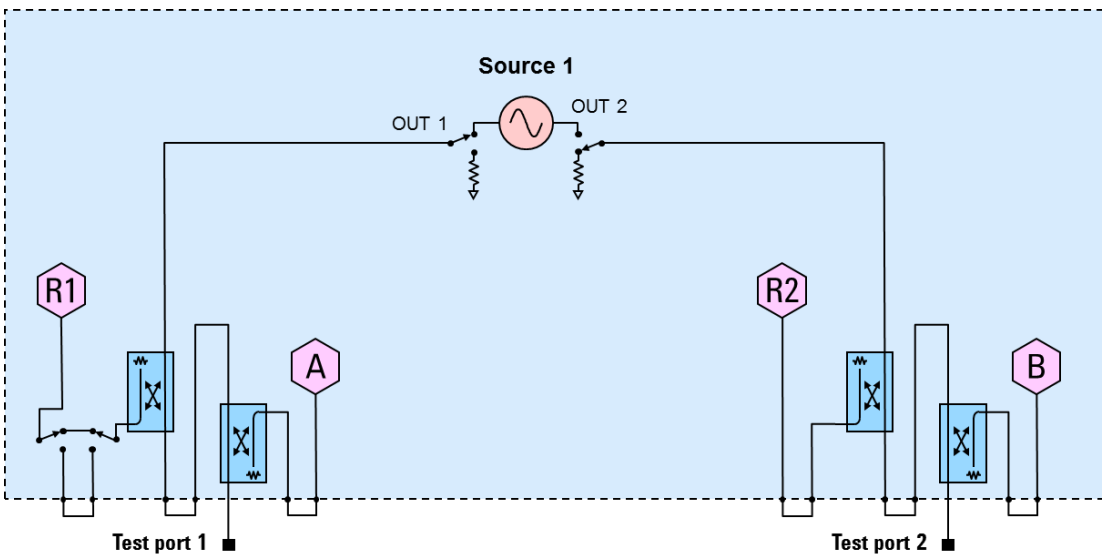 Source 1
OUT 1
OUT 2
R1
R2
A
B
Test port 1
Test port 2